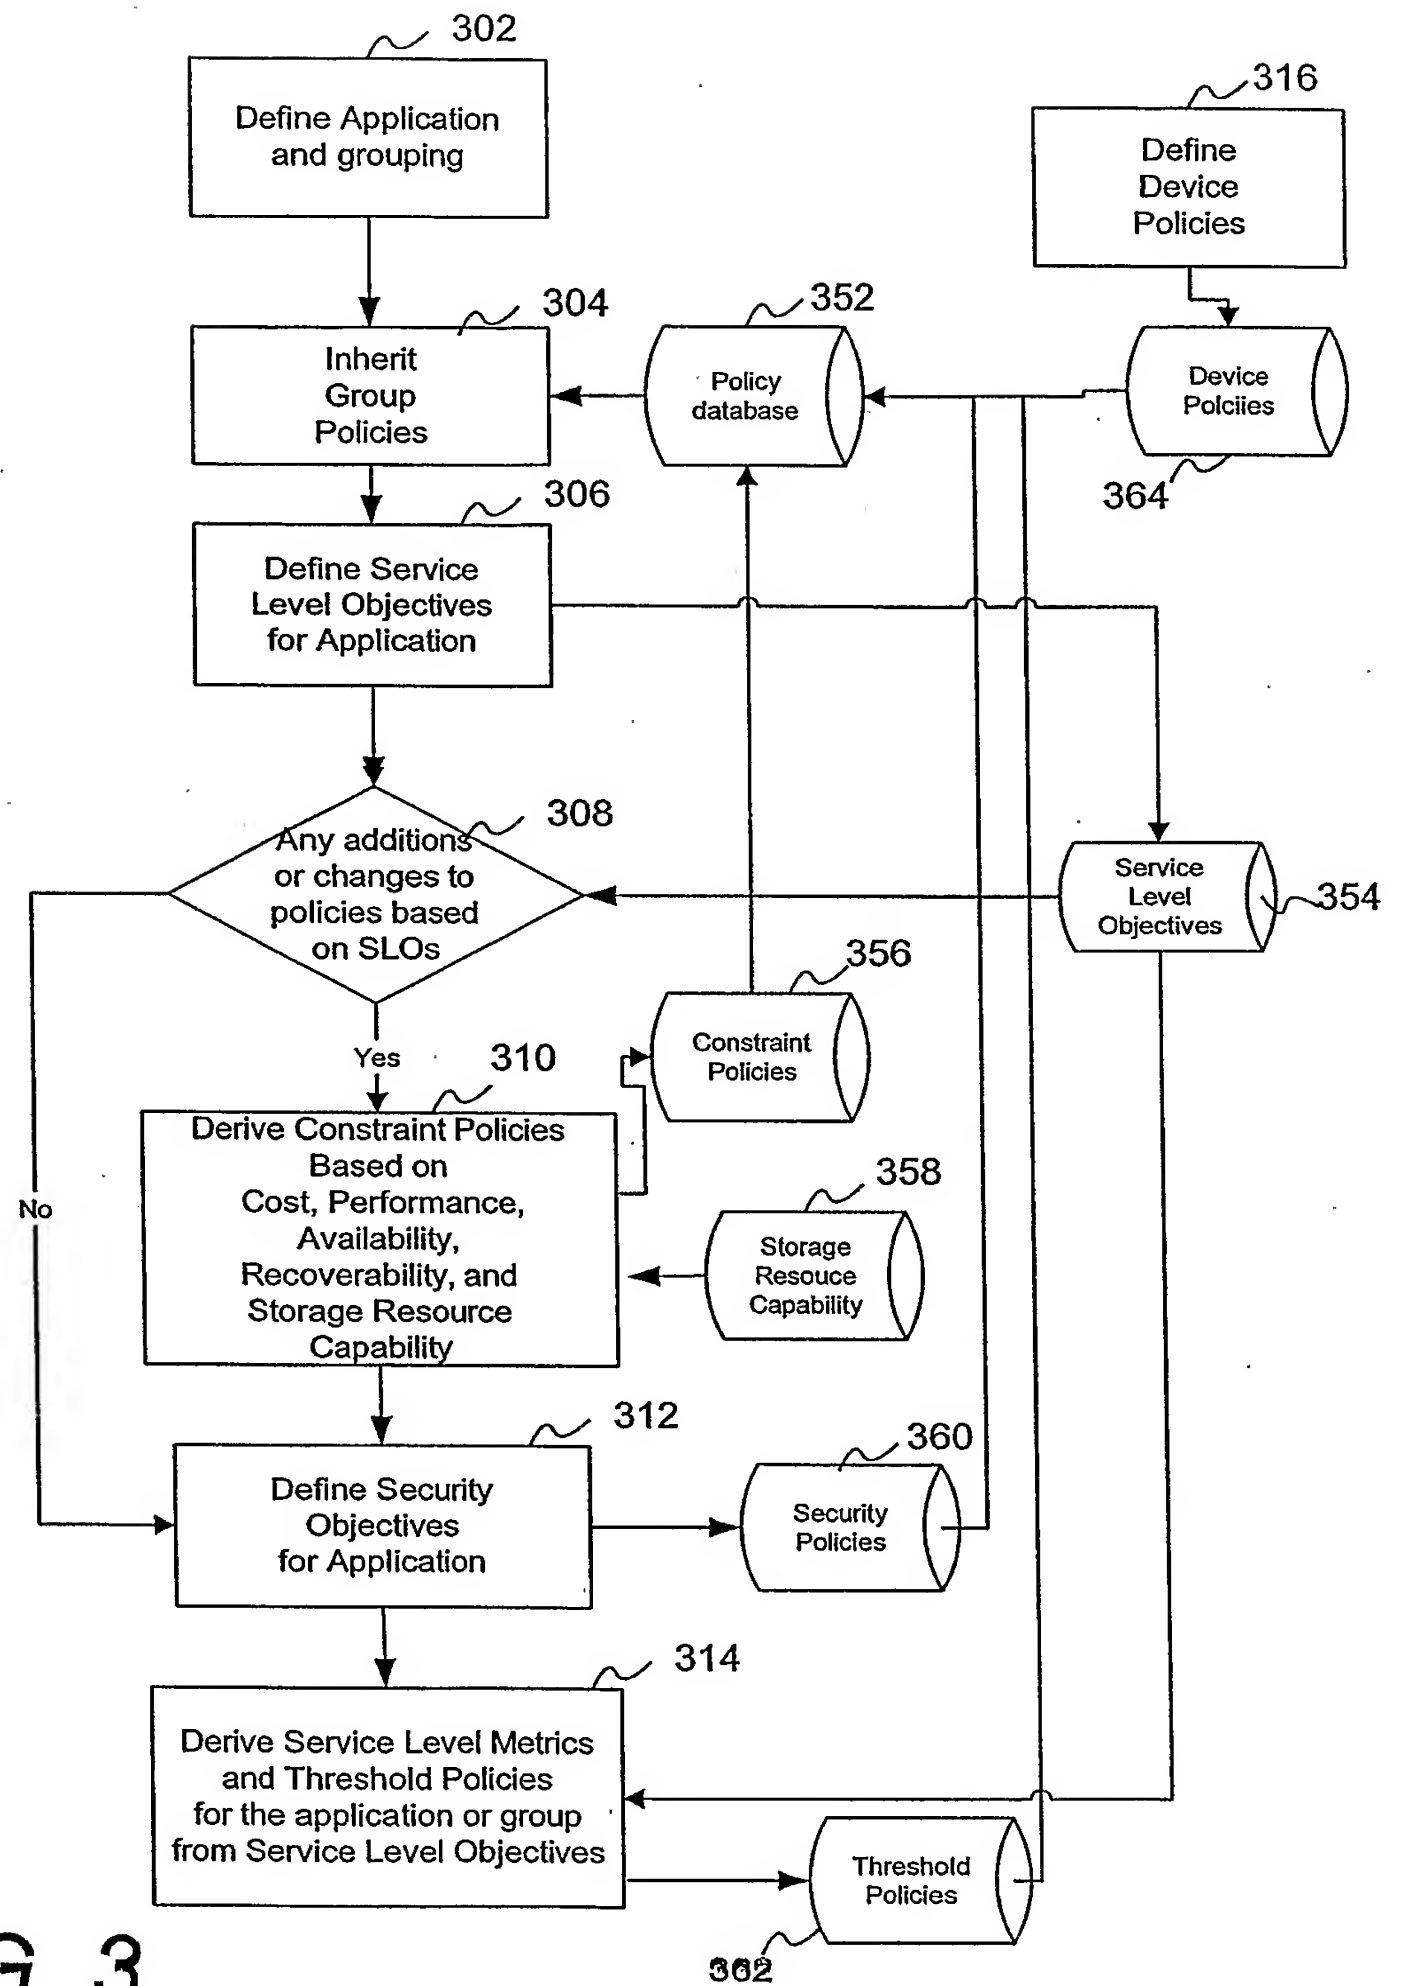 302
Define Application
and grouping
316
Define
Device
Policies
304
Inherit
Group
Policies
352
Policy
database
Device
Polciies
364
306
Define Service
Level Objectives
for Application
308
Any additions
or changes to
policies based
on SLOs
Service
Level
Objectives
354
356
Constraint
Policies
Yes
310
Derive Constraint Policies
Based on
Cost, Performance,
Availability,
Recoverability, and
Storage Resource
Capability
No
358
Storage
Resouce
Capability
312
Define Security
Objectives
for Application
360
Security
Policies
314
Derive Service Level Metrics
and Threshold Policies
for the application or group
from Service Level Objectives
Threshold
Policies
362
G 3